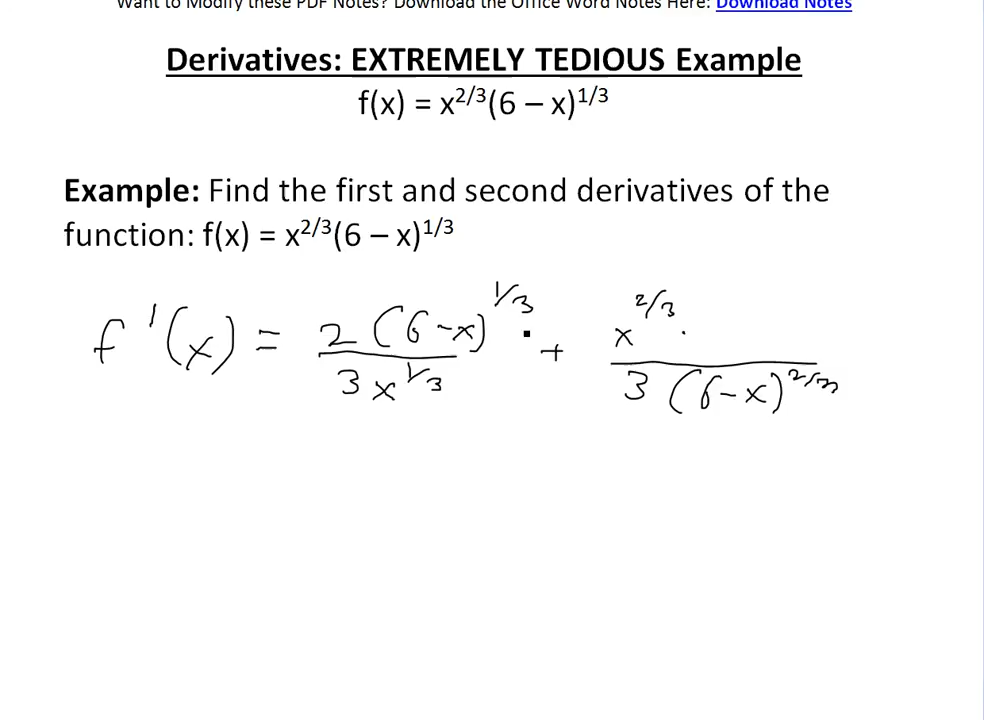 Want to Modify these PDF Notes? Download the Office Word Notes Here: Download Notes
Derivatives: EXTREMELY TEDIOUS Example
f(x) = x^{2/3}(6 – x)^{1/3}
Example: Find the first and second derivatives of the
function: f(x) = x^{2/3}(6 – x)^{1/3}
f'(x) = \frac{2(6-x)^{1/3}}{3x^{1/3}} · + \frac{x^{2/3} ·}{3(6-x)^{2/3}}